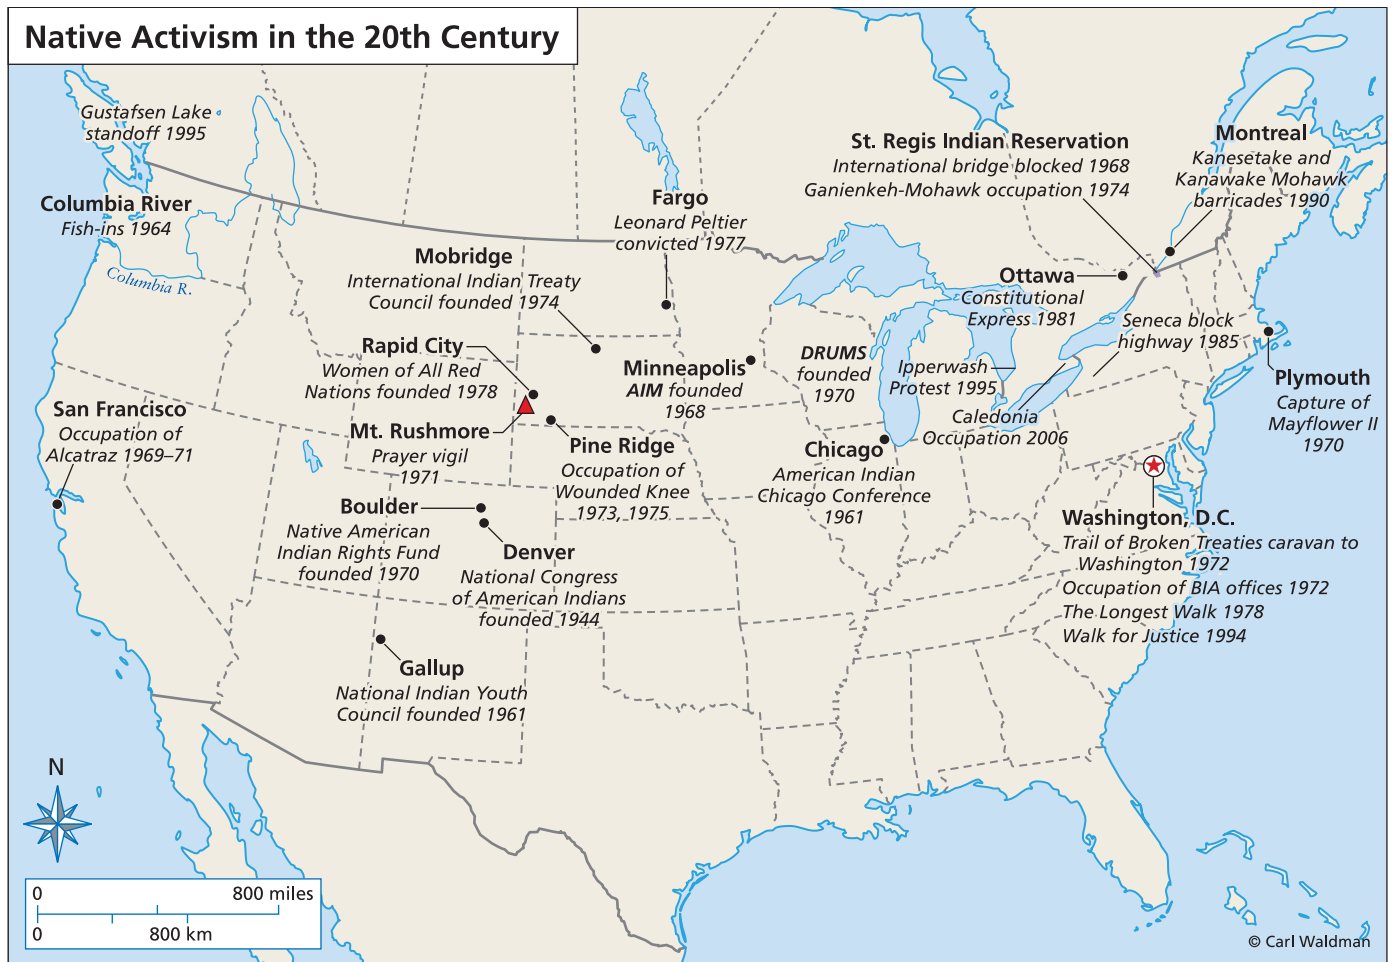 Native Activism in the 20th Century
Gustafsen Lake
standoff 1995
Columbia River
Fish-ins 1964
Columbia R.
St. Regis Indian Reservation
International bridge blocked 1968
Ganienkeh-Mohawk occupation 1974
Montreal
Kanesetake and
Kanawake Mohawk
barricades 1990
Fargo
Leonard Peltier
convicted 1977
Mobridge
International Indian Treaty
Council founded 1974
Ottawa
Constitutional
Express 1981
Seneca block
highway 1985
Rapid City
Women of All Red
Nations founded 1978
Minneapolis
AIM founded
1968
DRUMS
founded
1970
Ipperwash
Protest 1995
Plymouth
Capture of
Mayflower II
1970
San Francisco
Occupation of
Alcatraz 1969–71
Mt. Rushmore
Prayer vigil
1971
Pine Ridge
Occupation of
Wounded Knee
1973, 1975
Caledonia
Occupation 2006
Chicago
American Indian
Chicago Conference
1961
Boulder
Native American
Indian Rights Fund
founded 1970
Denver
National Congress
of American Indians
founded 1944
Washington, D.C.
Trail of Broken Treaties caravan to
Washington 1972
Occupation of BIA offices 1972
The Longest Walk 1978
Walk for Justice 1994
Gallup
National Indian Youth
Council founded 1961
N
0 800 miles
0 800 km
© Carl Waldman